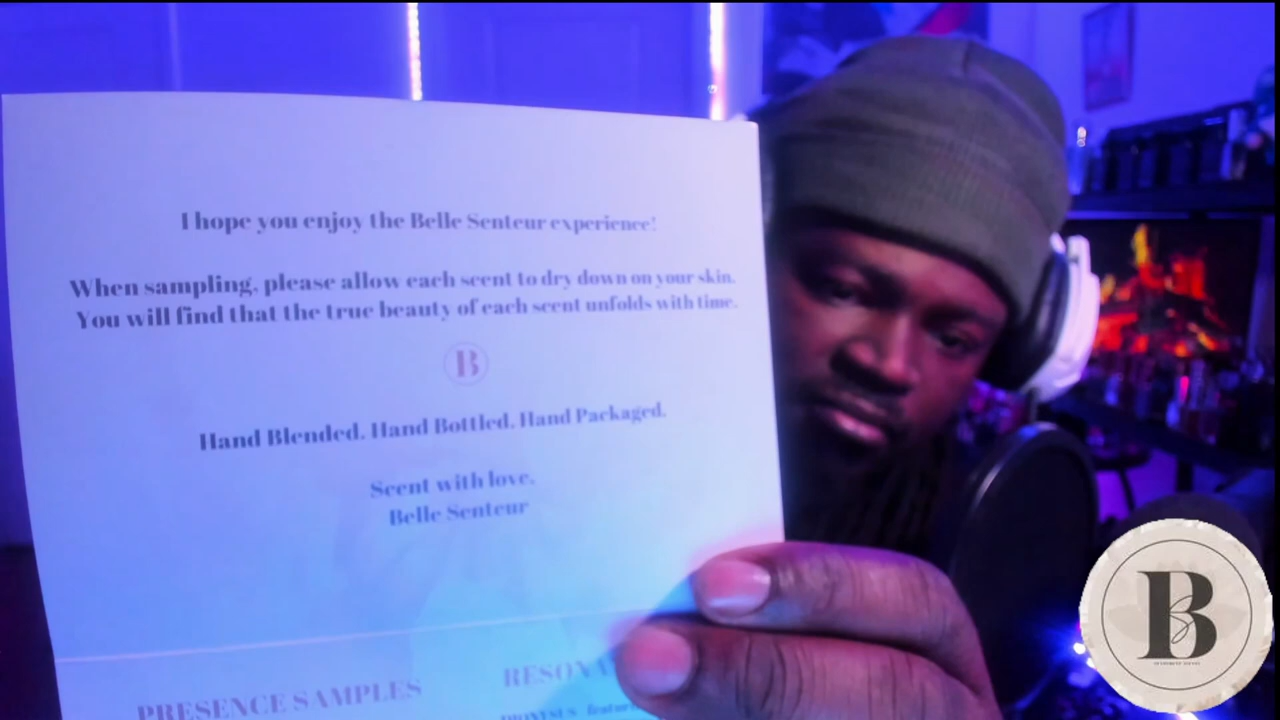 I hope you enjoy the Belle Senteur experience!
When sampling, please allow each scent to dry down on your skin.
You will find that the true beauty of each scent unfolds with time.
B
Hand Blended. Hand Bottled. Hand Packaged.
Scent with love,
Belle Senteur
PRESENCE SAMPLES
DIONYSUS
B